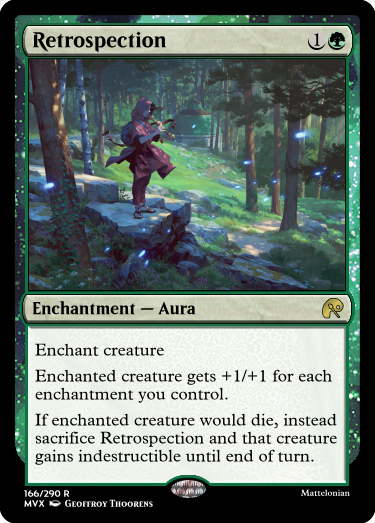 Retrospection 1
Enchantment — Aura
Enchant creature
Enchanted creature gets +1/+1 for each
enchantment you control.
If enchanted creature would die, instead
sacrifice Retrospection and that creature
gains indestructible until end of turn.
166/290 R Mattelonian
MVX Geoffroy Thoorens